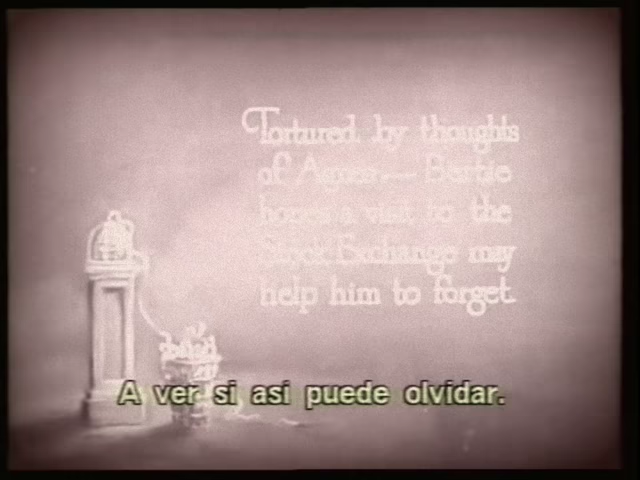 Tortured by thoughts
of Agnes — Bertie
hopes a visit to the
Stock Exchange may
help him to forget.
A ver si asi puede olvidar.